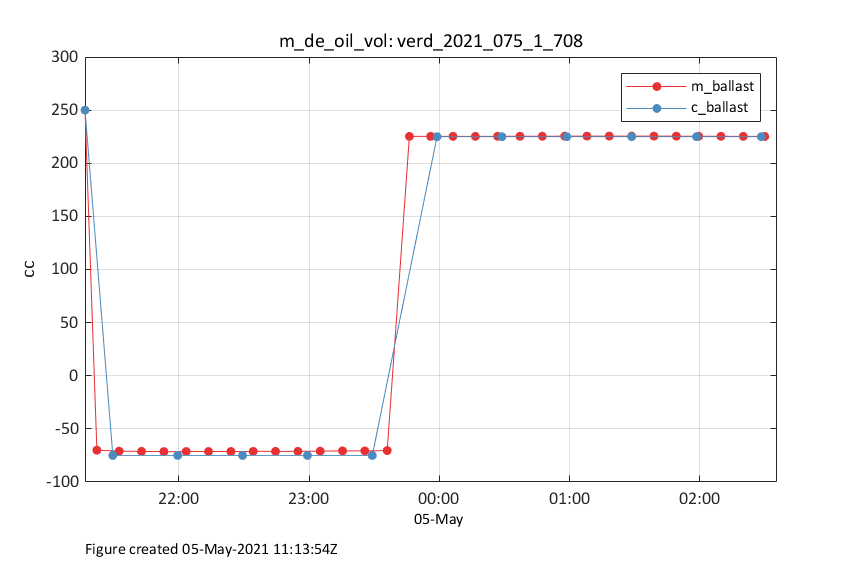 m_de_oil_vol: verd_2021_075_1_708
300
250
200
150
100
50
0
-50
-100
cc
m_ballast
c_ballast
22:00
23:00
00:00
01:00
02:00
05-May
Figure created 05-May-2021 11:13:54Z